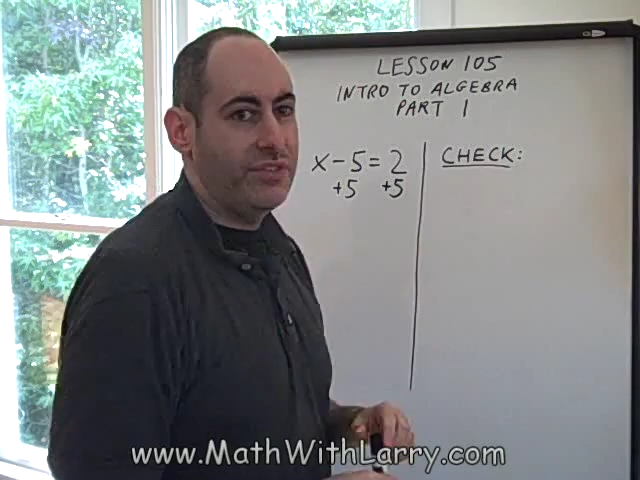 LESSON 105
INTRO TO ALGEBRA
PART 1
x - 5 = 2
+5 +5
CHECK:
www.MathWithLarry.com